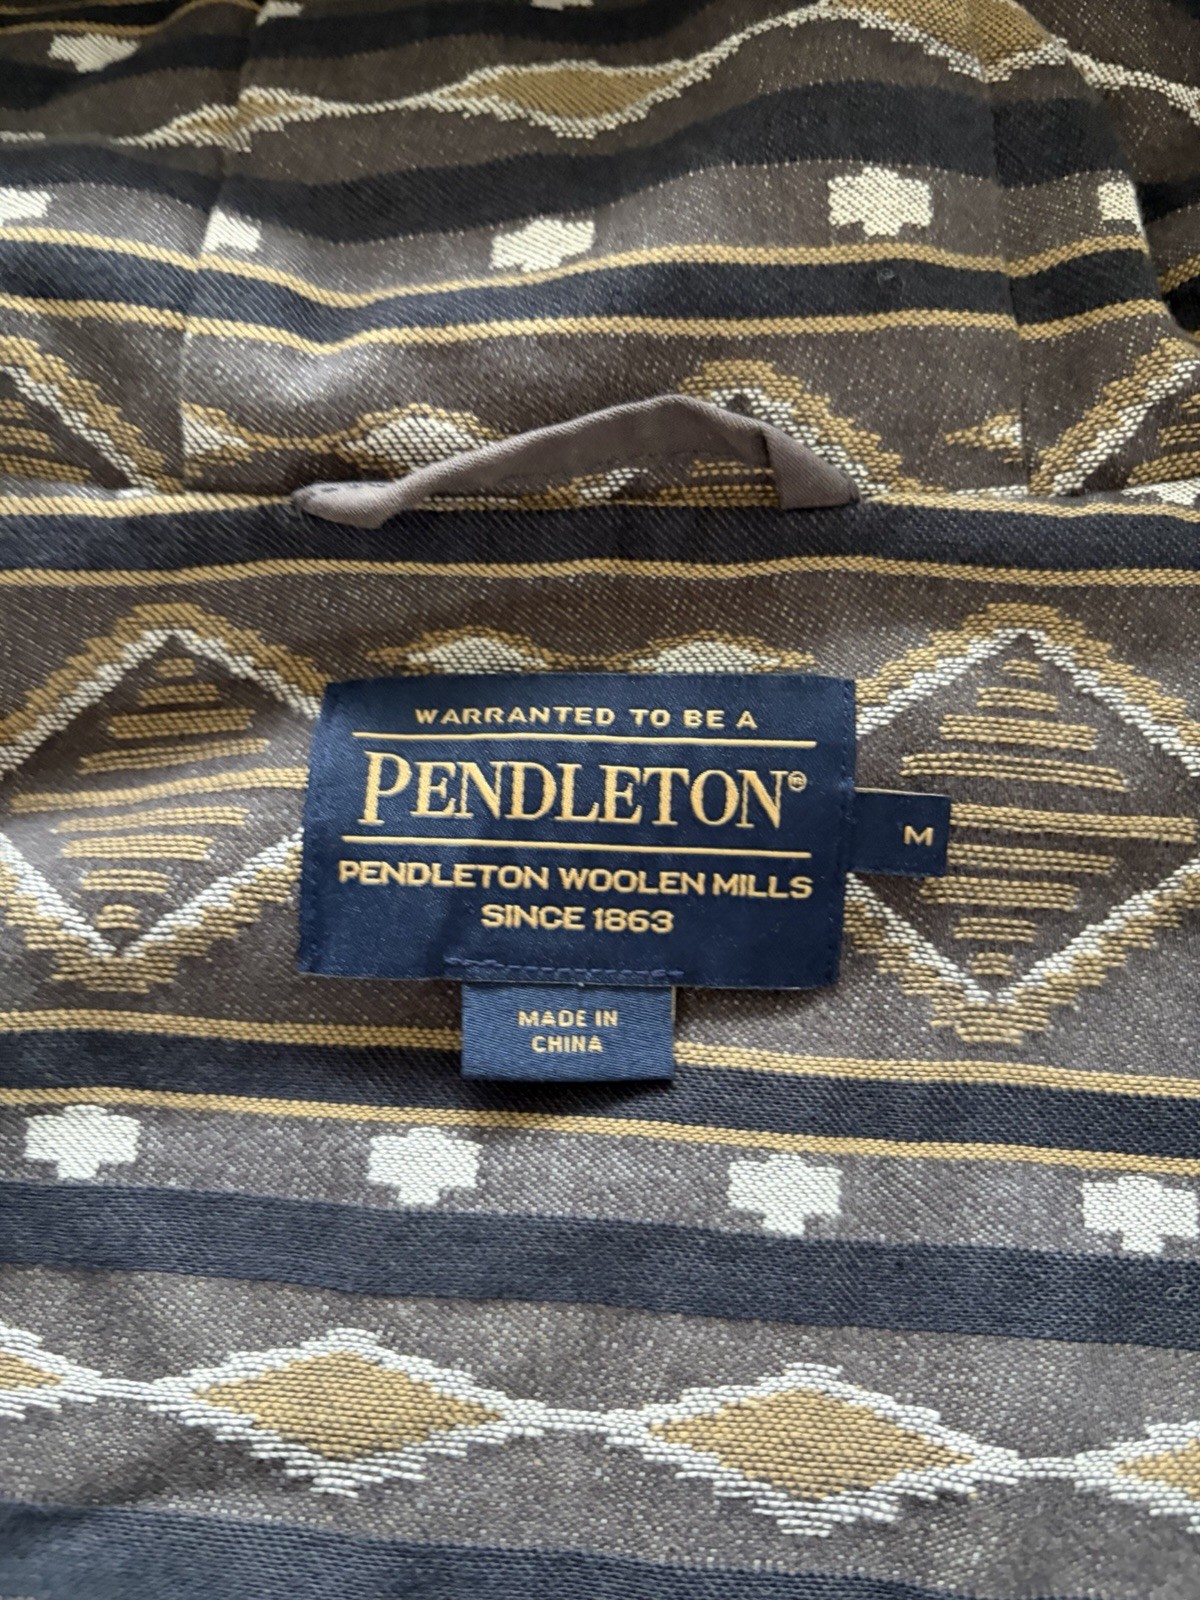 WARRANTED TO BE A
PENDLETON®
M
PENDLETON WOOLEN MILLS
SINCE 1863
MADE IN
CHINA